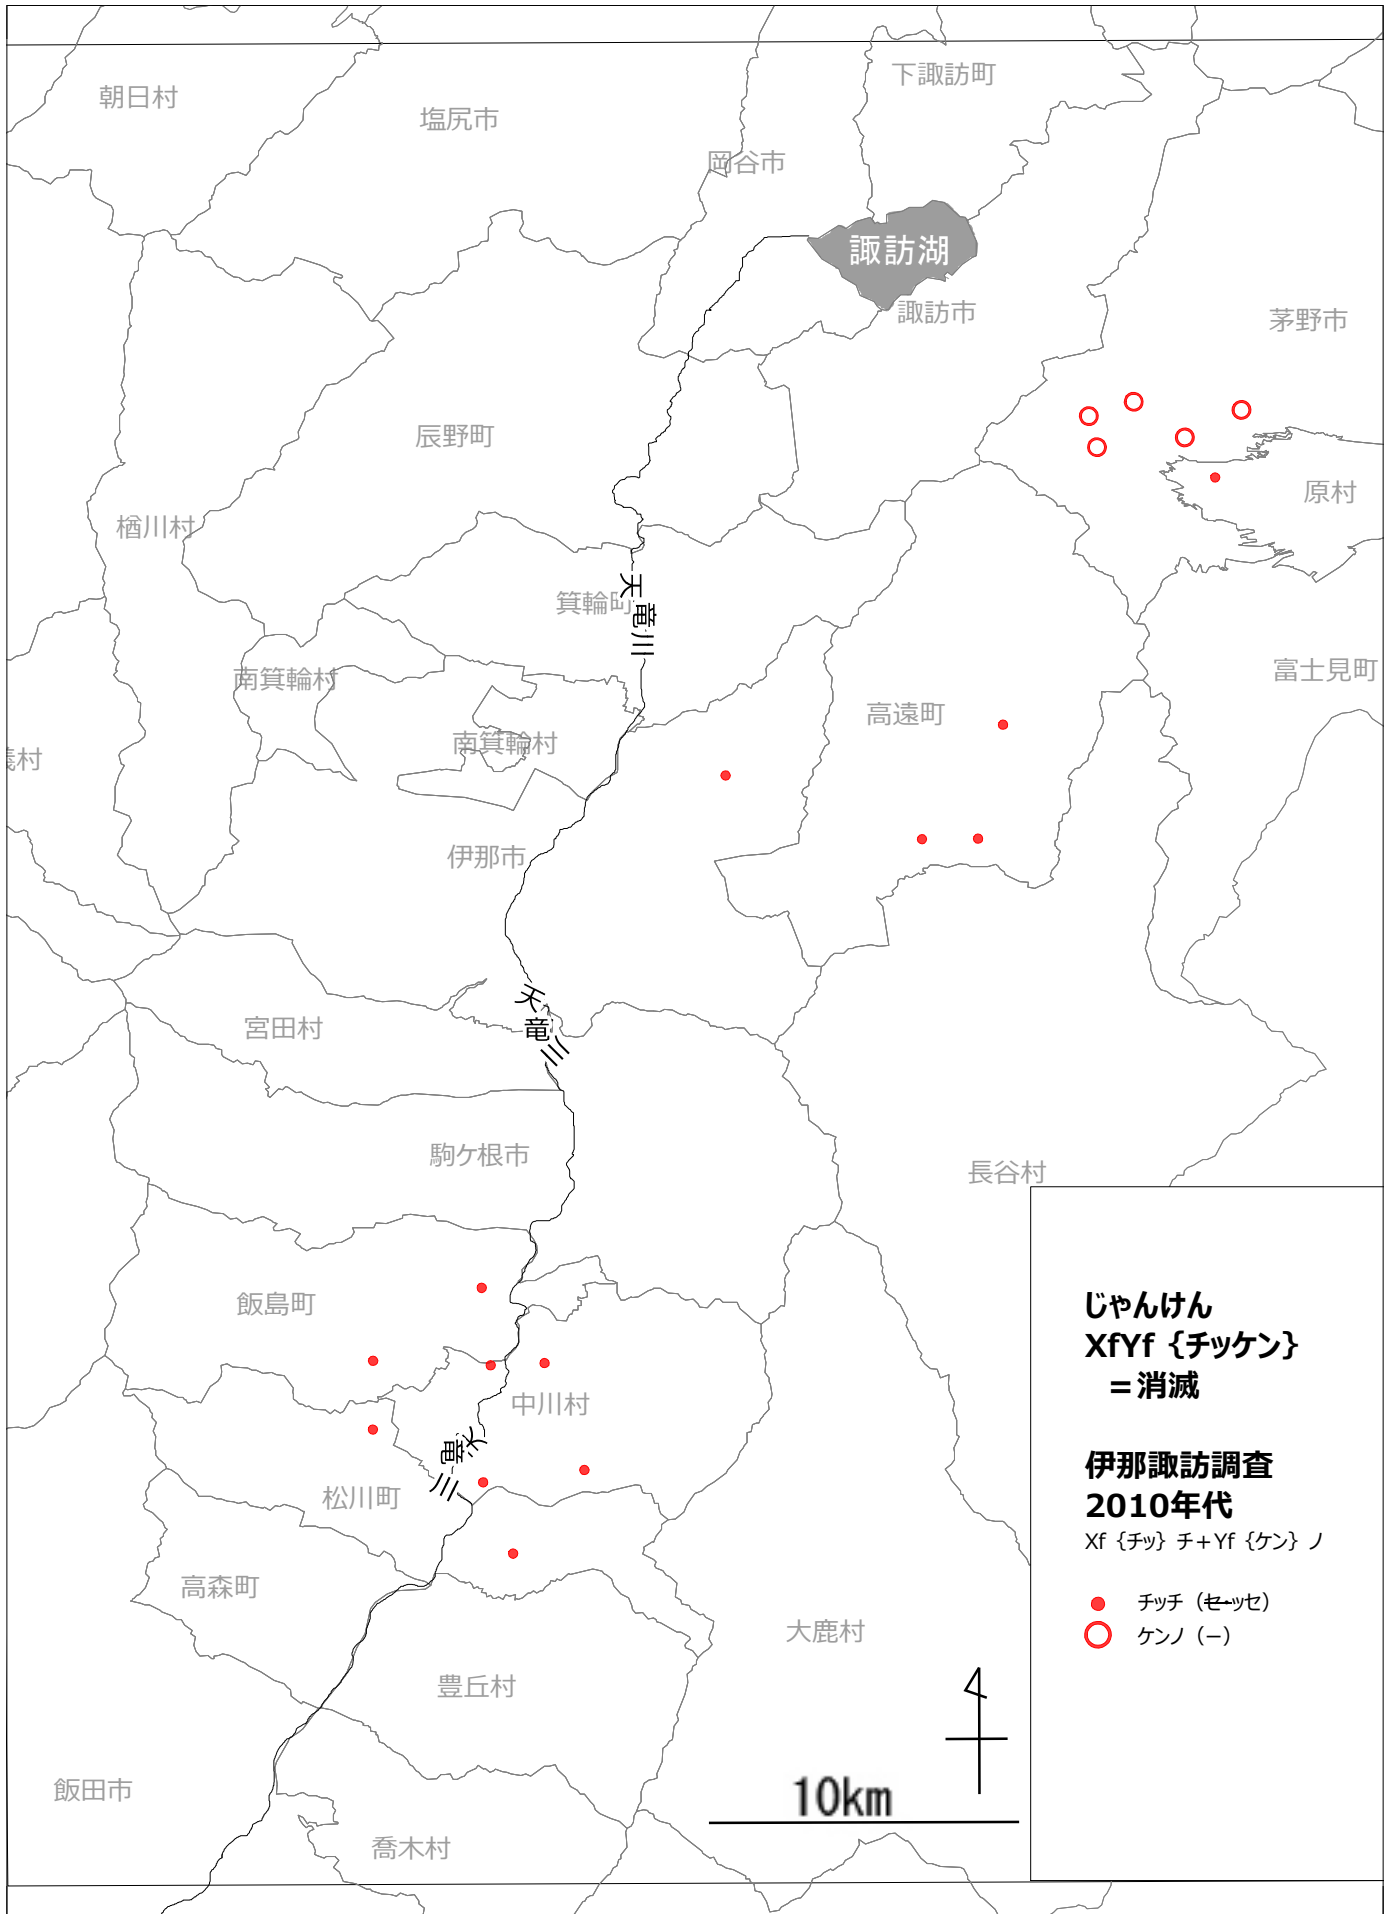 朝日村
塩尻市
下諏訪町
岡谷市
諏訪湖
諏訪市
茅野市
辰野町
原村
楢川村
天竜川
箕輪町
南箕輪村
富士見町
高遠町
南箕輪村
義村
伊那市
天竜川
宮田村
駒ケ根市
長谷村
飯島町
中川村
天竜川
松川町
高森町
大鹿村
豊丘村
飯田市
喬木村
10km
じゃんけん
XfYf {チッケン}
=消滅
伊那諏訪調査
2010年代
Xf {チッ} チ+Yf {ケン} ノ
チッチ (セーッセ)
ケンノ (ー)